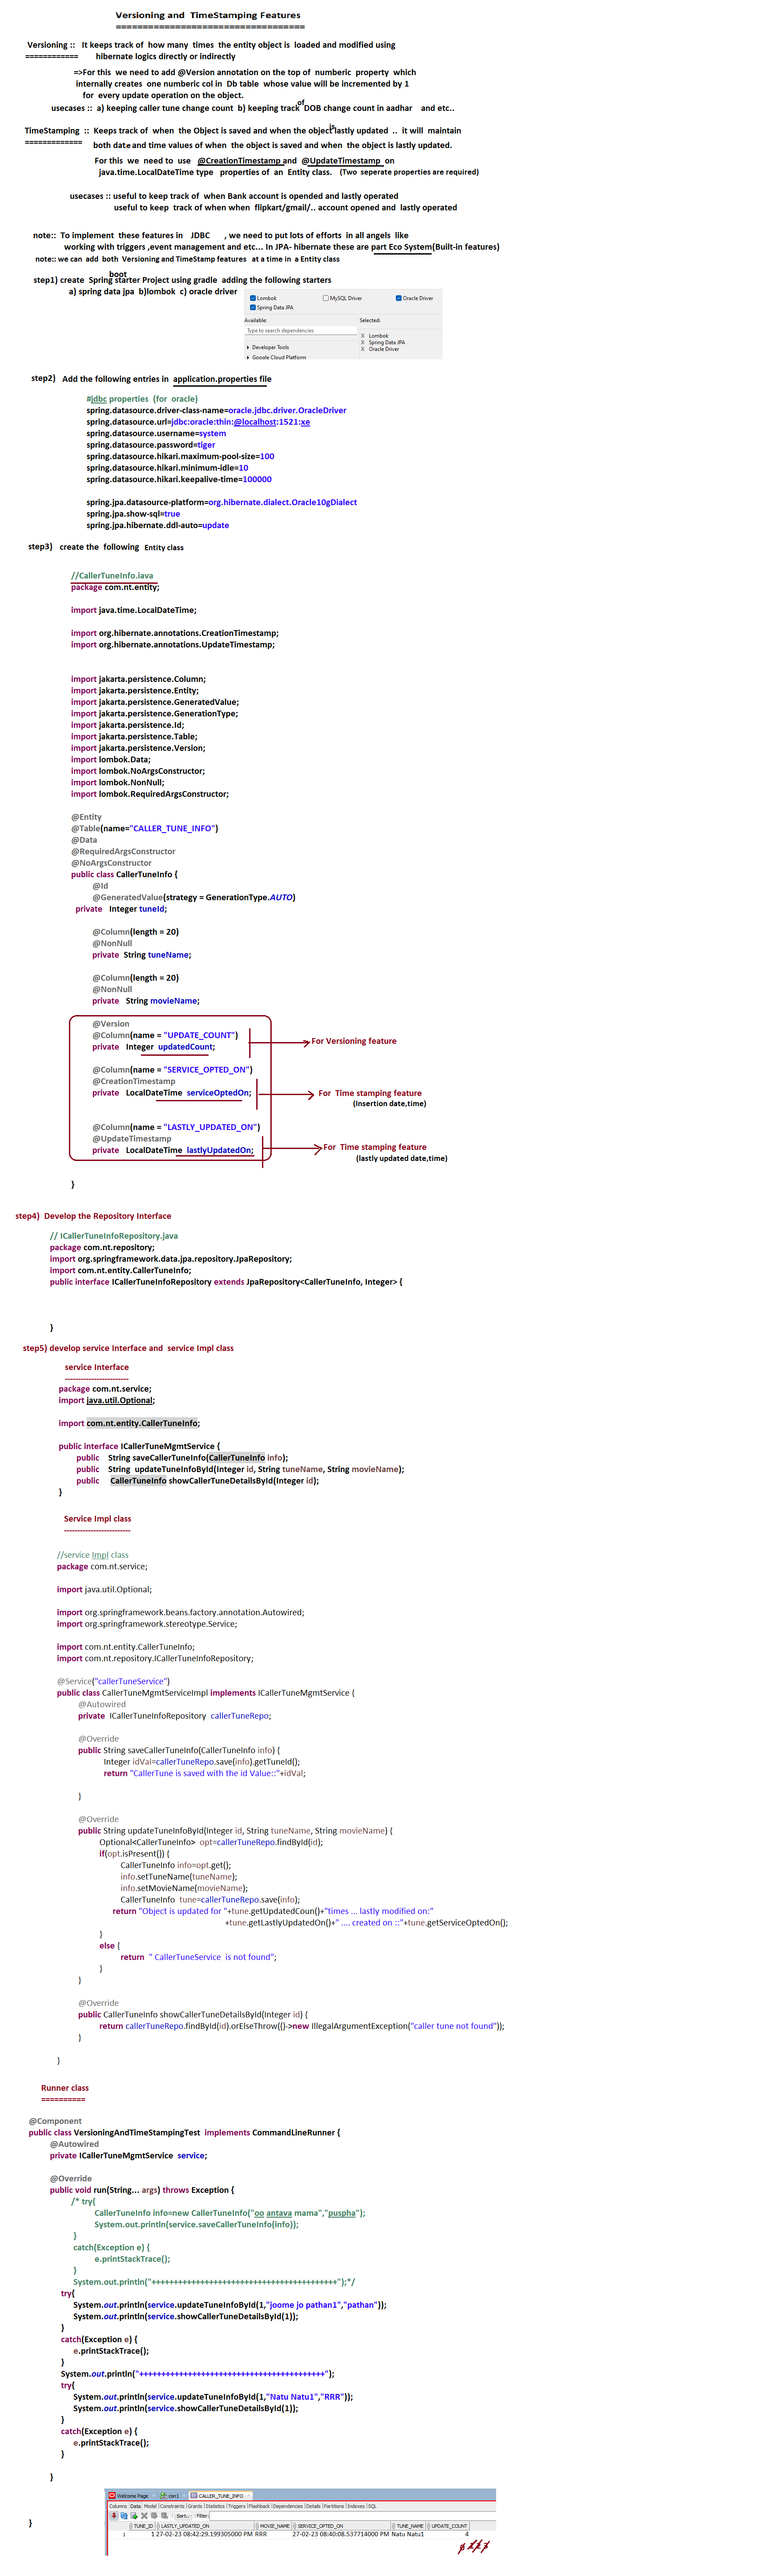 Versioning and TimeStamping Features
===================================
Versioning :: It keeps track of how many times the entity object is loaded and modified using
============ hibernate logics directly or indirectly
=>For this we need to add @Version annotation on the top of numberic property which
internally creates one numberic col in Db table whose value will be incremented by 1
for every update operation on the object.
of
usecases :: a) keeping caller tune change count b) keeping track DOB change count in aadhar and etc..
is
TimeStamping :: Keeps track of when the Object is saved and when the object lastly updated .. it will maintain
============= both date and time values of when the object is saved and when the object is lastly updated.
For this we need to use @CreationTimestamp and @UpdateTimestamp on
java.time.LocalDateTime type properties of an Entity class. (Two seperate properties are required)
usecases :: useful to keep track of when Bank account is opended and lastly operated
useful to keep track of when when flipkart/gmail/.. account opened and lastly operated
note:: To implement these features in JDBC , we need to put lots of efforts in all angels like
working with triggers ,event management and etc... In JPA- hibernate these are part Eco System(Built-in features)
note:: we can add both Versioning and TimeStamp features at a time in a Entity class
boot
step1) create Spring starter Project using gradle adding the following starters
a) spring data jpa b)lombok c) oracle driver
Lombok MySQL Driver Oracle Driver
Spring Data JPA
Available: Selected:
Type to search dependencies
X Lombok
X Spring Data JPA
X Oracle Driver
Developer Tools
Google Cloud Platform
step2) Add the following entries in application.properties file
#jdbc properties (for oracle)
spring.datasource.driver-class-name=oracle.jdbc.driver.OracleDriver
spring.datasource.url=jdbc:oracle:thin:@localhost:1521:xe
spring.datasource.username=system
spring.datasource.password=tiger
spring.datasource.hikari.maximum-pool-size=100
spring.datasource.hikari.minimum-idle=10
spring.datasource.hikari.keepalive-time=100000
spring.jpa.datasource-platform=org.hibernate.dialect.Oracle10gDialect
spring.jpa.show-sql=true
spring.jpa.hibernate.ddl-auto=update
step3) create the following Entity class
//CallerTuneInfo.java
package com.nt.entity;
import java.time.LocalDateTime;
import org.hibernate.annotations.CreationTimestamp;
import org.hibernate.annotations.UpdateTimestamp;
import jakarta.persistence.Column;
import jakarta.persistence.Entity;
import jakarta.persistence.GeneratedValue;
import jakarta.persistence.GenerationType;
import jakarta.persistence.Id;
import jakarta.persistence.Table;
import jakarta.persistence.Version;
import lombok.Data;
import lombok.NoArgsConstructor;
import lombok.NonNull;
import lombok.RequiredArgsConstructor;
@Entity
@Table(name="CALLER_TUNE_INFO")
@Data
@RequiredArgsConstructor
@NoArgsConstructor
public class CallerTuneInfo {
@Id
@GeneratedValue(strategy = GenerationType.AUTO)
private Integer tuneId;
@Column(length = 20)
@NonNull
private String tuneName;
@Column(length = 20)
@NonNull
private String movieName;
@Version
@Column(name = "UPDATE_COUNT")
private Integer updatedCount;
For Versioning feature
@Column(name = "SERVICE_OPTED_ON")
@CreationTimestamp
private LocalDateTime serviceOptedOn;
For Time stamping feature
(Insertion date,time)
@Column(name = "LASTLY_UPDATED_ON")
@UpdateTimestamp
private LocalDateTime lastlyUpdatedOn;
For Time stamping feature
(lastly updated date,time)
}
step4) Develop the Repository Interface
// ICallerTuneInfoRepository.java
package com.nt.repository;
import org.springframework.data.jpa.repository.JpaRepository;
import com.nt.entity.CallerTuneInfo;
public interface ICallerTuneInfoRepository extends JpaRepository<CallerTuneInfo, Integer> {
}
step5) develop service Interface and service Impl class
service Interface
------------------------
package com.nt.service;
import java.util.Optional;
import com.nt.entity.CallerTuneInfo;
public interface ICallerTuneMgmtService {
public String saveCallerTuneInfo(CallerTuneInfo info);
public String updateTuneInfoById(Integer id, String tuneName, String movieName);
public CallerTuneInfo showCallerTuneDetailsById(Integer id);
}
Service Impl class
-------------------------
//service Impl class
package com.nt.service;
import java.util.Optional;
import org.springframework.beans.factory.annotation.Autowired;
import org.springframework.stereotype.Service;
import com.nt.entity.CallerTuneInfo;
import com.nt.repository.ICallerTuneInfoRepository;
@Service("callerTuneService")
public class CallerTuneMgmtServiceImpl implements ICallerTuneMgmtService {
@Autowired
private ICallerTuneInfoRepository callerTuneRepo;
@Override
public String saveCallerTuneInfo(CallerTuneInfo info) {
Integer idVal=callerTuneRepo.save(info).getTuneId();
return "CallerTune is saved with the id Value::"+idVal;
}
@Override
public String updateTuneInfoById(Integer id, String tuneName, String movieName) {
Optional<CallerTuneInfo> opt=callerTuneRepo.findById(id);
if(opt.isPresent()) {
CallerTuneInfo info=opt.get();
info.setTuneName(tuneName);
info.setMovieName(movieName);
CallerTuneInfo tune=callerTuneRepo.save(info);
return "Object is updated for "+tune.getUpdatedCoun()+"times ... lastly modified on:"
+tune.getLastlyUpdatedOn()+" .... created on ::"+tune.getServiceOptedOn();
}
else {
return " CallerTuneService is not found";
}
}
@Override
public CallerTuneInfo showCallerTuneDetailsById(Integer id) {
return callerTuneRepo.findById(id).orElseThrow(()->new IllegalArgumentException("caller tune not found"));
}
}
Runner class
==========
@Component
public class VersioningAndTimeStampingTest implements CommandLineRunner {
@Autowired
private ICallerTuneMgmtService service;
@Override
public void run(String... args) throws Exception {
/* try{
CallerTuneInfo info=new CallerTuneInfo("oo antava mama","puspha");
System.out.println(service.saveCallerTuneInfo(info));
}
catch(Exception e) {
e.printStackTrace();
}
System.out.println("++++++++++++++++++++++++++++++++++++++++++");*/
try{
System.out.println(service.updateTuneInfoById(1,"joome jo pathan1","pathan"));
System.out.println(service.showCallerTuneDetailsById(1));
}
catch(Exception e) {
e.printStackTrace();
}
System.out.println("++++++++++++++++++++++++++++++++++++++++++");
try{
System.out.println(service.updateTuneInfoById(1,"Natu Natu1","RRR"));
System.out.println(service.showCallerTuneDetailsById(1));
}
catch(Exception e) {
e.printStackTrace();
}
}
Welcome Page con1 CALLER_TUNE_INFO
Columns Data Model Constraints Grants Statistics Triggers Flashback Dependencies Details Partitions Indexes SQL
Sort.. Filter:
TUNE_ID LASTLY_UPDATED_ON MOVIE_NAME SERVICE_OPTED_ON TUNE_NAME UPDATE_COUNT
1 1 27-02-23 08:42:29.199305000 PM RRR 27-02-23 08:40:08.537714000 PM Natu Natu1 4
}